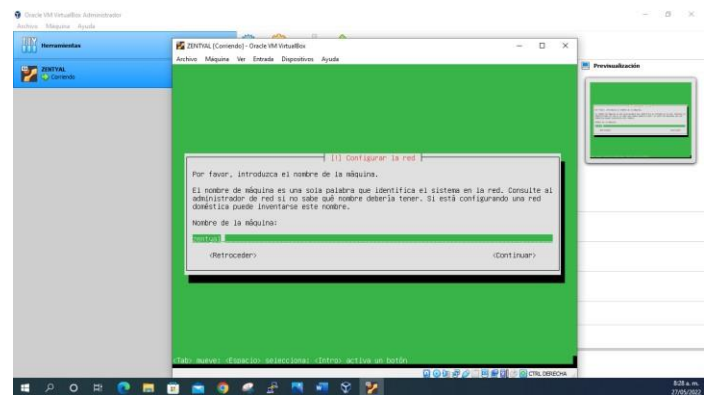 Oracle VM VirtualBox Administrador
Archivo Máquina Ayuda
Herramientas
ZENTYAL
Corriendo
ZENTYAL [Corriendo] - Oracle VM VirtualBox
Archivo Máquina Ver Entrada Dispositivos Ayuda
Previsualización
[!] Configurar la red
Por favor, introduzca el nombre de la máquina.
El nombre de máquina es una sola palabra que identifica el sistema en la red. Consulte al
administrador de red si no sabe qué nombre debería tener. Si está configurando una red
doméstica puede inventarse este nombre.
Nombre de la máquina:
zentyal
<Retroceder> <Continuar>
<Tab> mueve; <Espacio> selecciona; <Intro> activa un botón
CTRL DERECHA
8:28 a. m.
27/05/2022